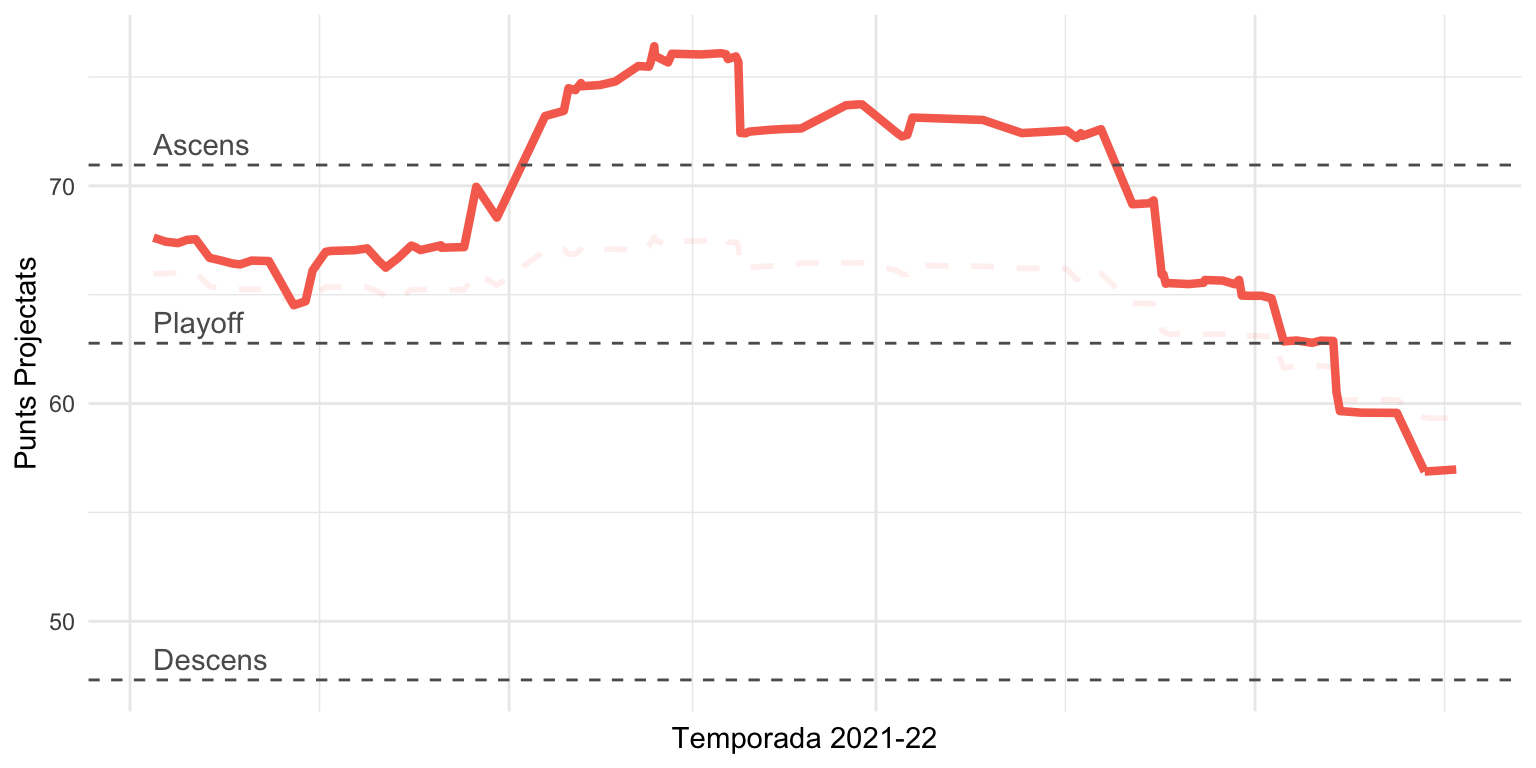 Ascens
70
Playoff
60
50
Descens
Punts Projectats
Temporada 2021-22